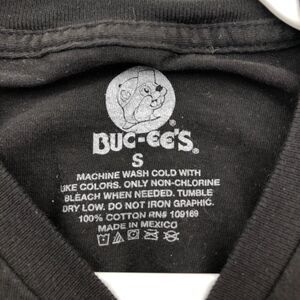 BUC-EE'S®
S
MACHINE WASH COLD WITH
LIKE COLORS. ONLY NON-CHLORINE
BLEACH WHEN NEEDED. TUMBLE
DRY LOW. DO NOT IRON GRAPHIC.
100% COTTON RN# 109169
MADE IN MEXICO